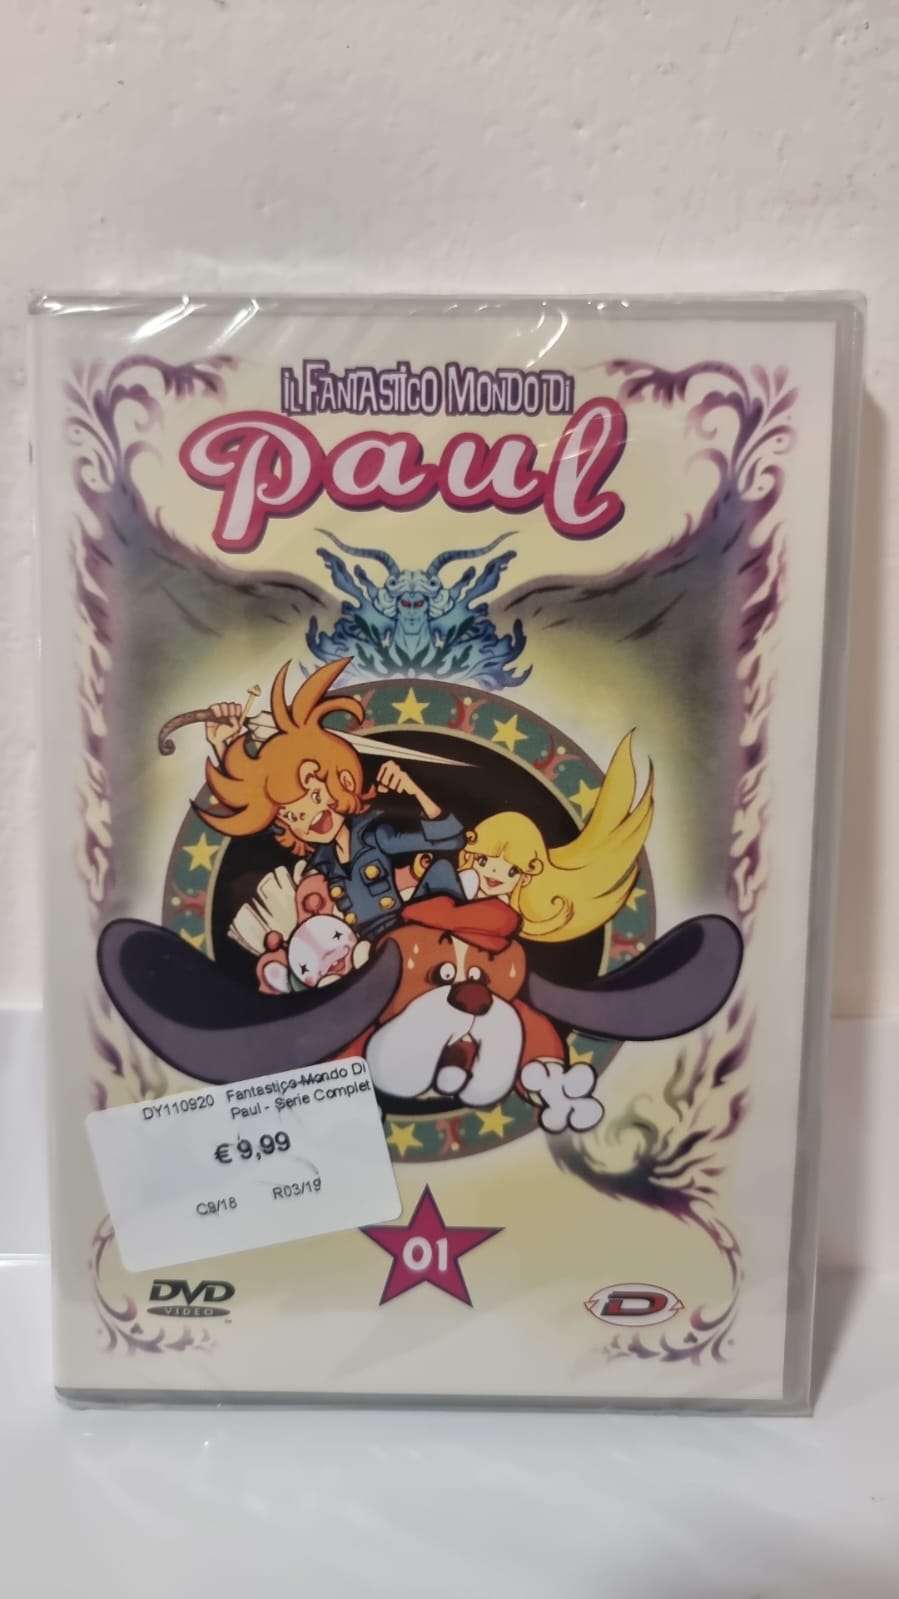 iL FANTASTiCO MONDO Di
Paul
DY110920 Fantastico Mondo Di
Paul - Serie Complet
€ 9,99
C9/18 R03/19
01
DVD
VIDEO
D